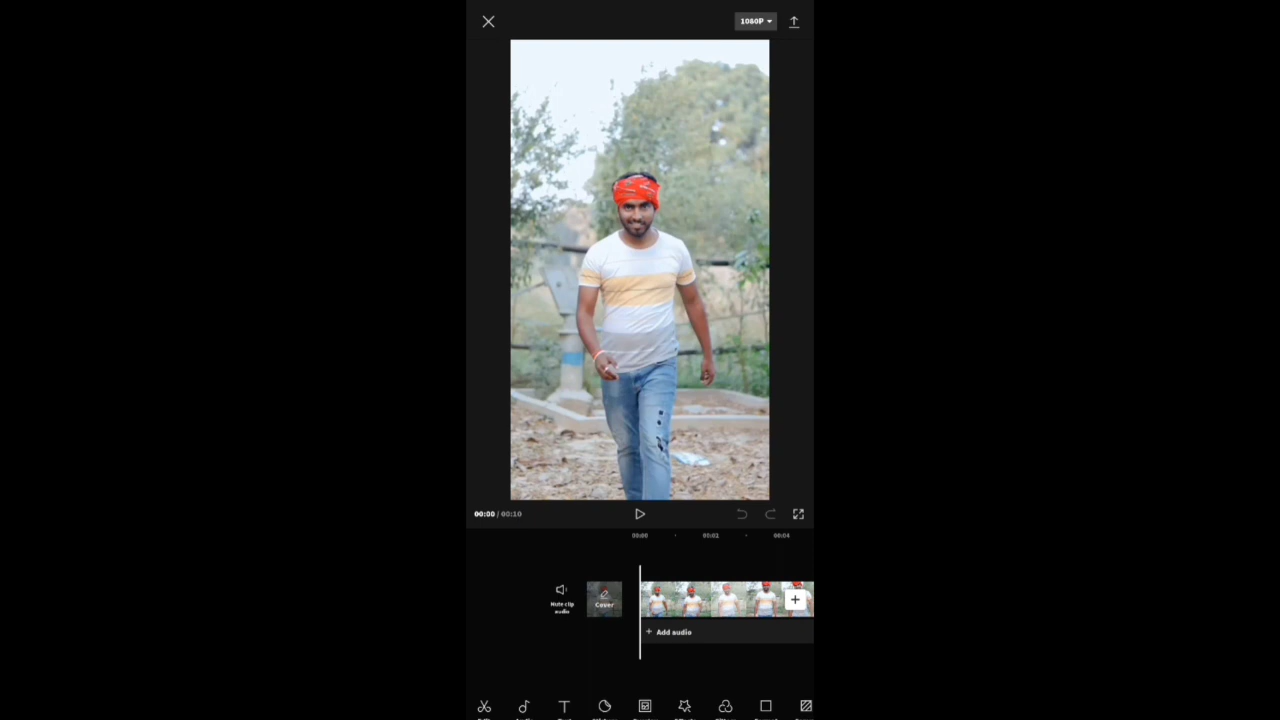 1080P
00:00 / 00:10
00:00 00:02 00:04
Mute clip
audio
Cover
+ Add audio